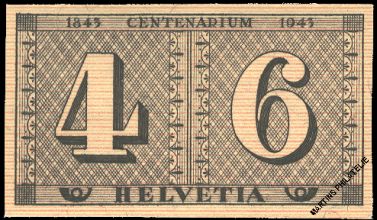 1843 CENTENARIUM 1943
4 6
HELVETIA
MARTINS PHILATELIE